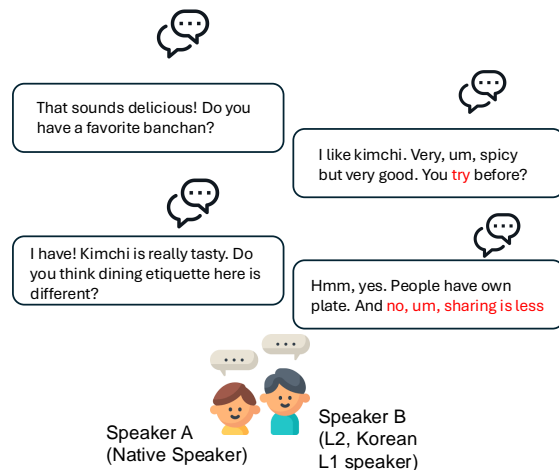 That sounds delicious! Do you
have a favorite banchan?
I like kimchi. Very, um, spicy
but very good. You try before?
I have! Kimchi is really tasty. Do
you think dining etiquette here is
different?
Hmm, yes. People have own
plate. And no, um, sharing is less
Speaker A
(Native Speaker)
Speaker B
(L2, Korean
L1 speaker)